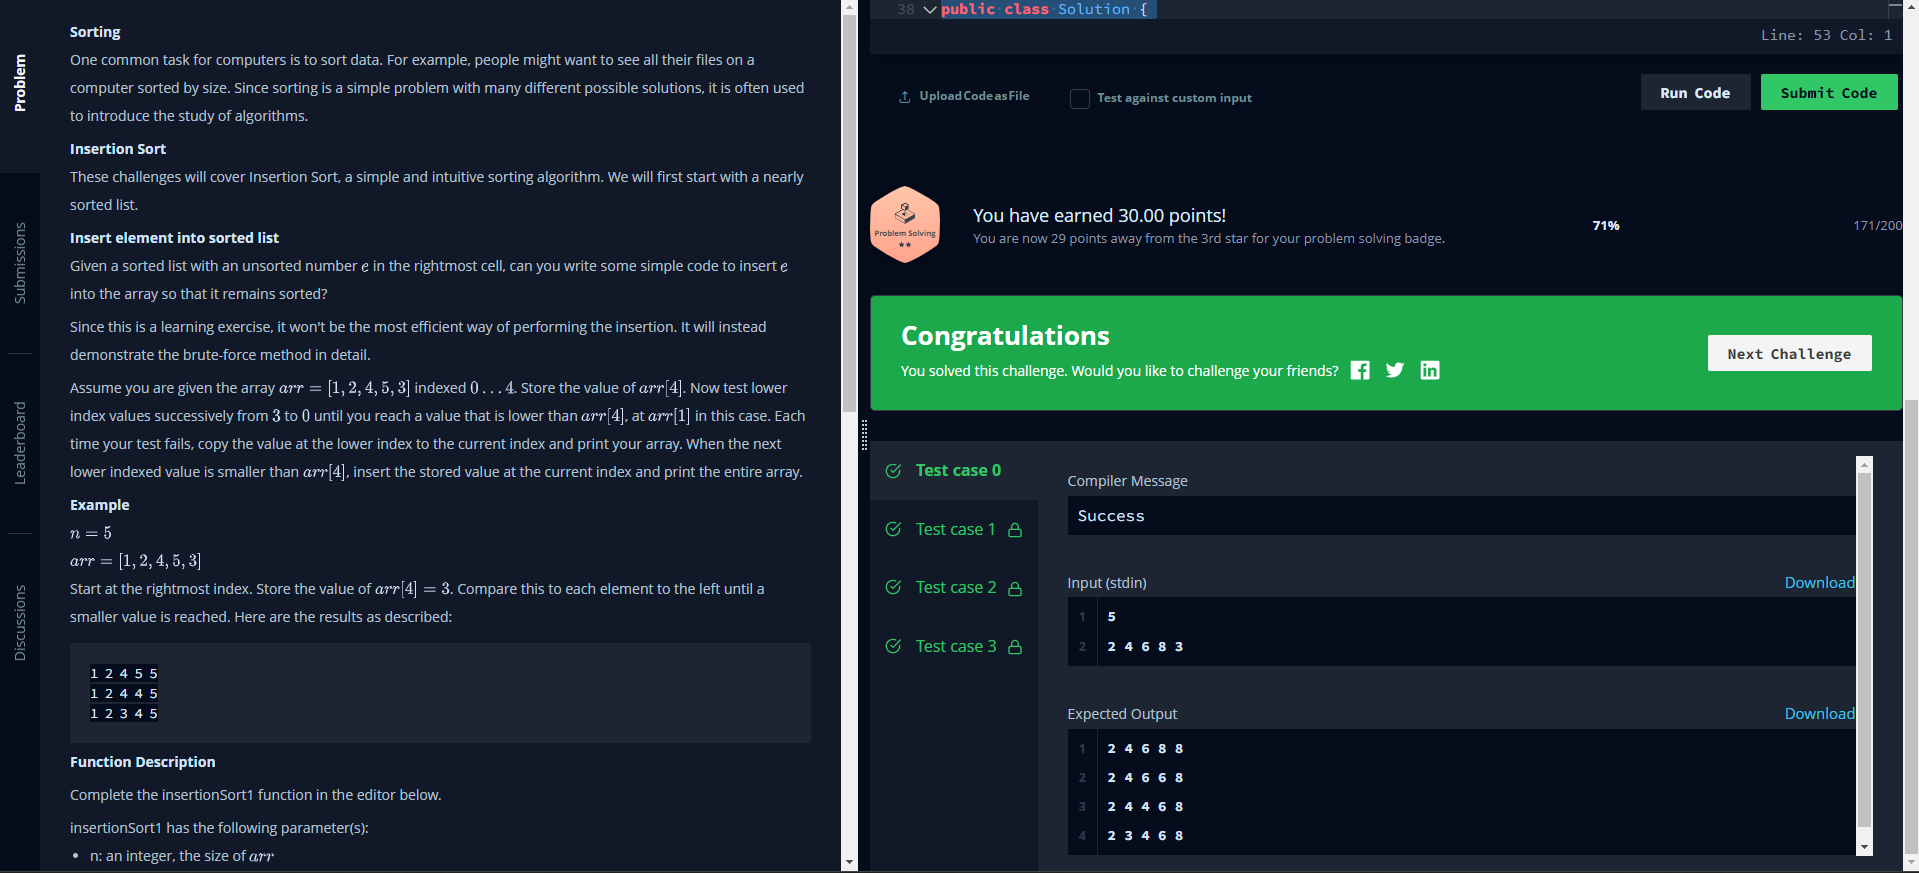 Problem
Submissions
Leaderboard
Discussions
Sorting
One common task for computers is to sort data. For example, people might want to see all their files on a
computer sorted by size. Since sorting is a simple problem with many different possible solutions, it is often used
to introduce the study of algorithms.
Insertion Sort
These challenges will cover Insertion Sort, a simple and intuitive sorting algorithm. We will first start with a nearly
sorted list.
Insert element into sorted list
Given a sorted list with an unsorted number e in the rightmost cell, can you write some simple code to insert e
into the array so that it remains sorted?
Since this is a learning exercise, it won't be the most efficient way of performing the insertion. It will instead
demonstrate the brute-force method in detail.
Assume you are given the array arr = [1, 2, 4, 5, 3] indexed 0 . . . 4. Store the value of arr[4]. Now test lower
index values successively from 3 to 0 until you reach a value that is lower than arr[4], at arr[1] in this case. Each
time your test fails, copy the value at the lower index to the current index and print your array. When the next
lower indexed value is smaller than arr[4], insert the stored value at the current index and print the entire array.
Example
n = 5
arr = [1, 2, 4, 5, 3]
Start at the rightmost index. Store the value of arr[4] = 3. Compare this to each element to the left until a
smaller value is reached. Here are the results as described:
1 2 4 5 5
1 2 4 4 5
1 2 3 4 5
Function Description
Complete the insertionSort1 function in the editor below.
insertionSort1 has the following parameter(s):
• n: an integer, the size of arr
38 public class Solution {
Line: 53 Col: 1
Upload Code as File
Test against custom input
Run Code
Submit Code
Problem Solving
You have earned 30.00 points!
You are now 29 points away from the 3rd star for your problem solving badge.
71%
171/200
Congratulations
You solved this challenge. Would you like to challenge your friends?
Next Challenge
Test case 0
Test case 1
Test case 2
Test case 3
Compiler Message
Success
Input (stdin)
Download
1 5
2 2 4 6 8 3
Expected Output
Download
1 2 4 6 8 8
2 2 4 6 6 8
3 2 4 4 6 8
4 2 3 4 6 8